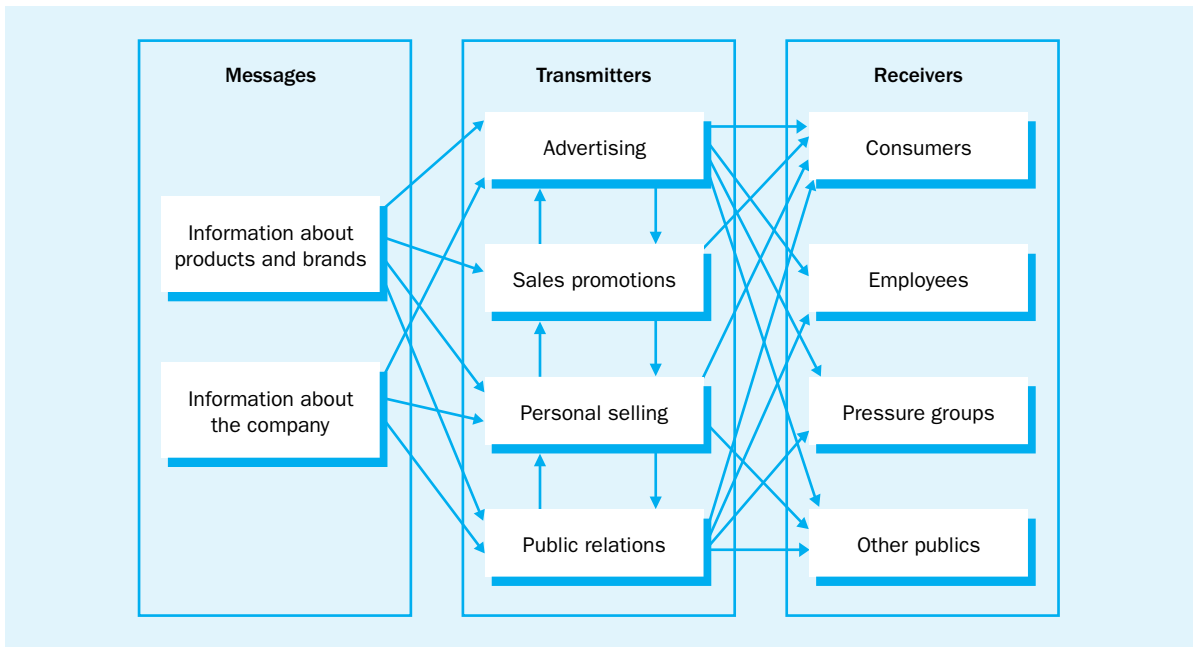 Messages
Information about
products and brands
Information about
the company
Transmitters
Advertising
Sales promotions
Personal selling
Public relations
Receivers
Consumers
Employees
Pressure groups
Other publics